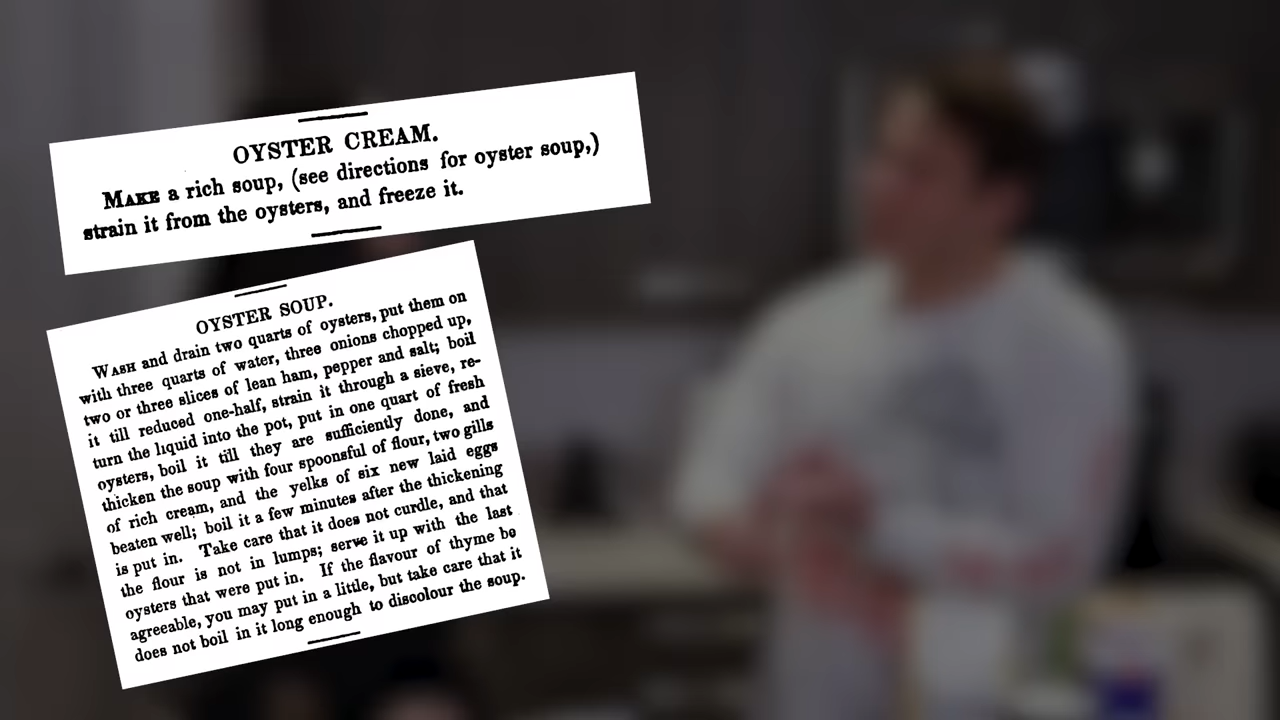 OYSTER CREAM.
MAKE a rich soup, (see directions for oyster soup,)
strain it from the oysters, and freeze it.
OYSTER SOUP.
WASH and drain two quarts of oysters, put them on
with three quarts of water, three onions chopped up,
two or three slices of lean ham, pepper and salt; boil
it till reduced one-half, strain it through a sieve, re-
turn the liquid into the pot, put in one quart of fresh
oysters, boil it till they are sufficiently done, and
thicken the soup with four spoonsful of flour, two gills
of rich cream, and the yelks of six new laid eggs
beaten well; boil it a few minutes after the thickening
is put in. Take care that it does not curdle, and that
the flour is not in lumps; serve it up with the last
oysters that were put in. If the flavour of thyme be
agreeable, you may put in a little, but take care that it
does not boil in it long enough to discolour the soup.